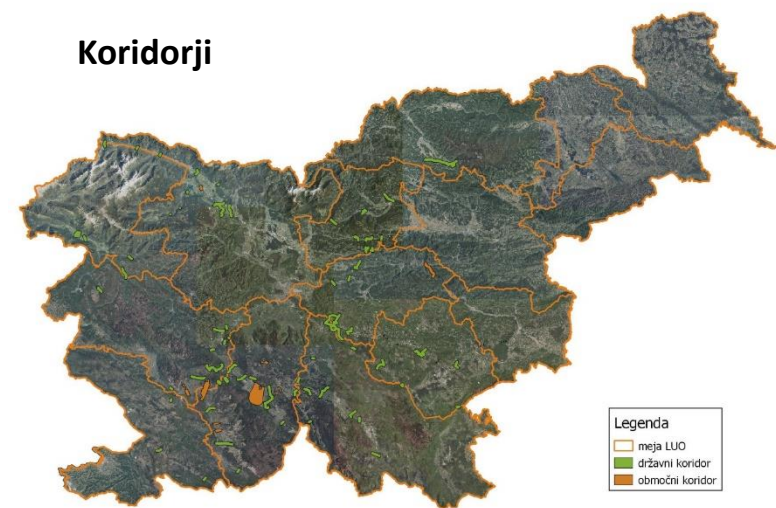 Koridorji
Legenda
meja LUO
državni koridor
območni koridor